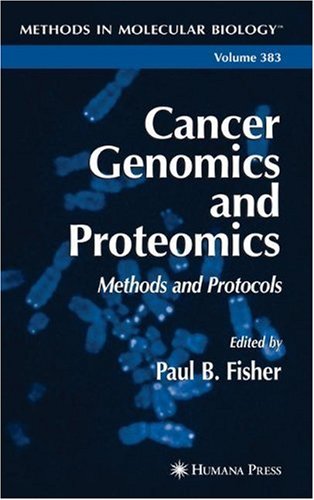 METHODS IN MOLECULAR BIOLOGY™
Volume 383
Cancer
Genomics
and
Proteomics
Methods and Protocols
Edited by
Paul B. Fisher
HUMANA PRESS